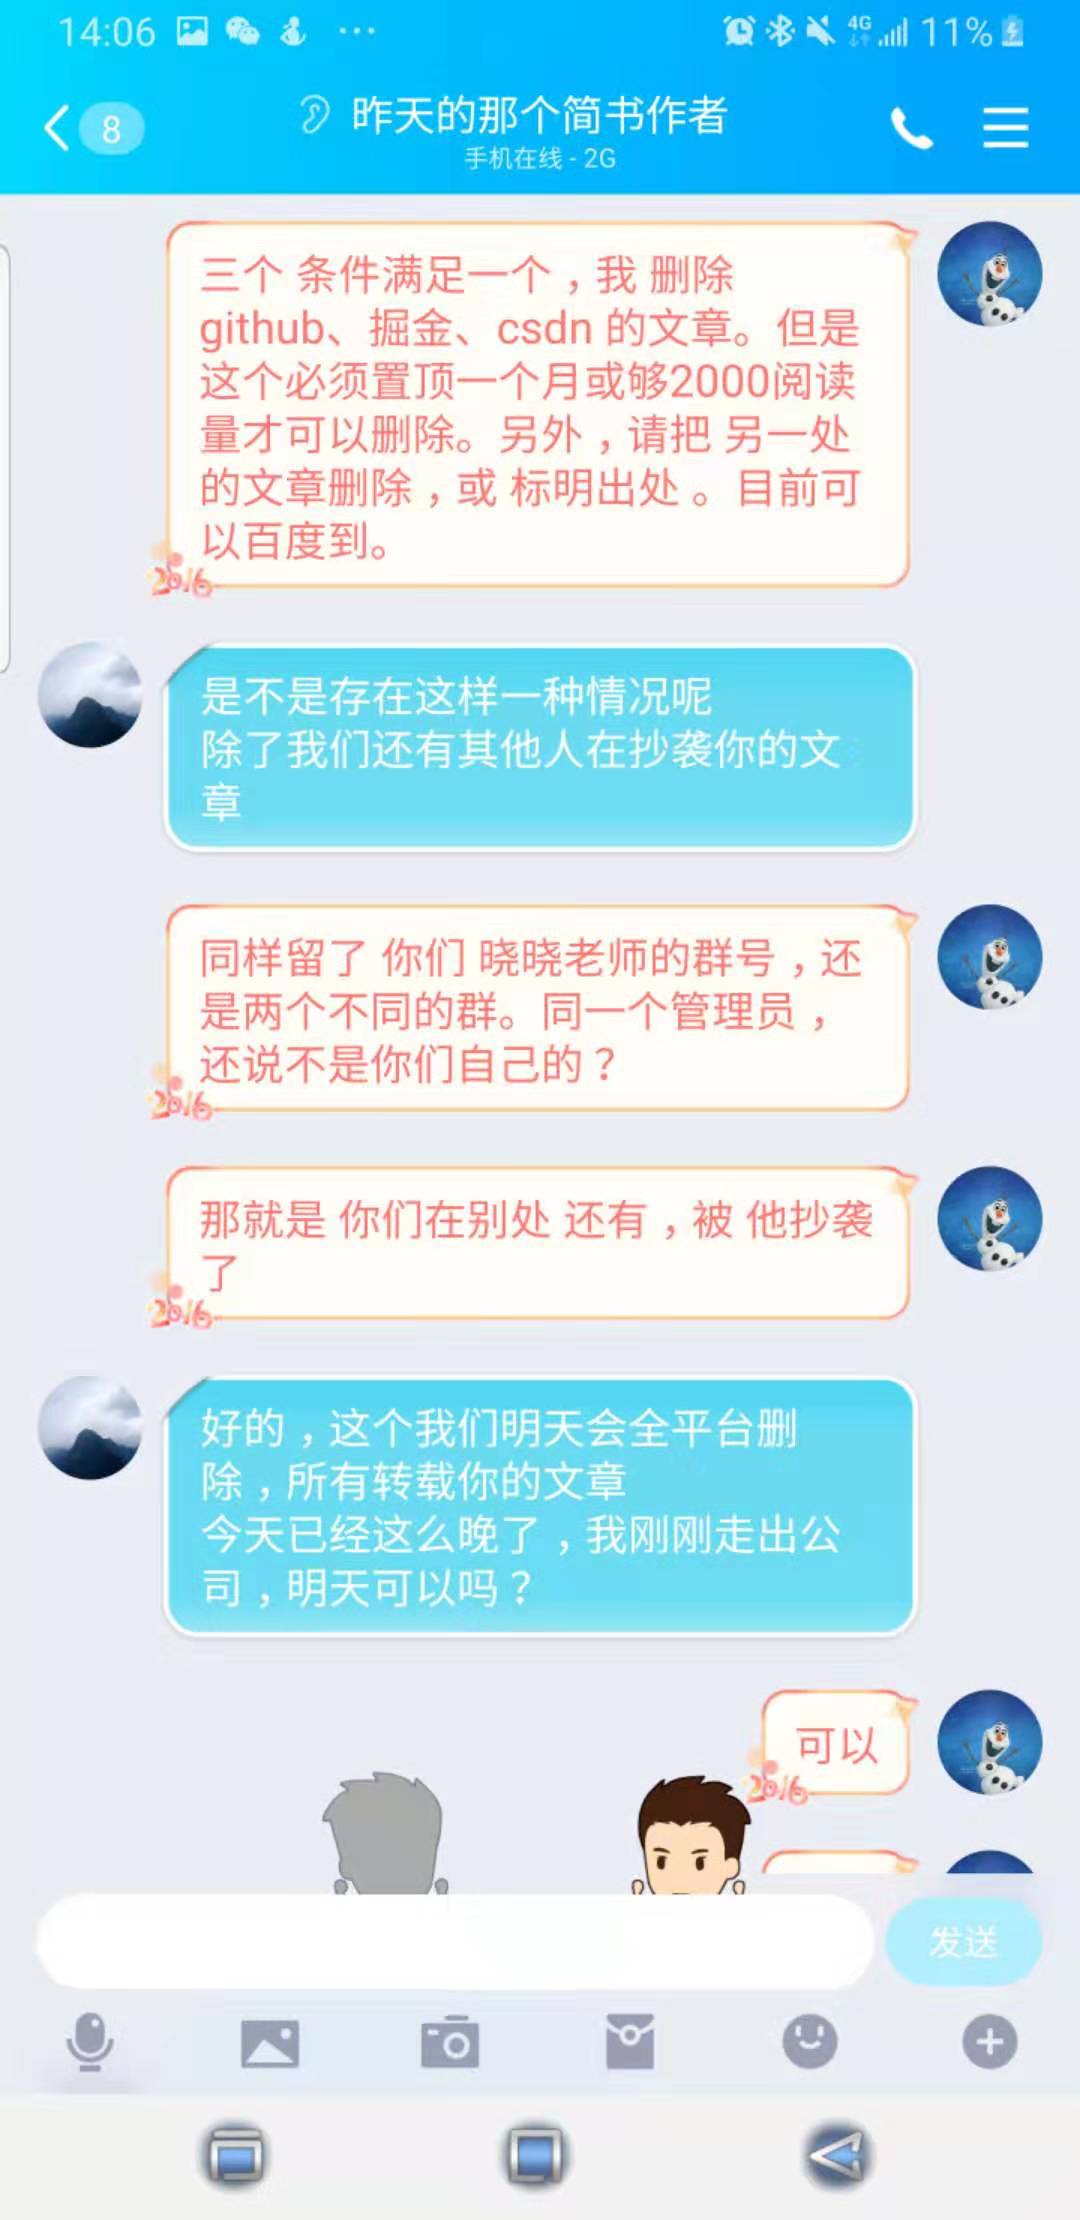 14:06
4G
11%
8
昨天的那个简书作者
手机在线 - 2G
三个 条件满足一个，我 删除
github、掘金、csdn 的文章。但是
这个必须置顶一个月或够2000阅读
量才可以删除。另外，请把 另一处
的文章删除，或 标明出处 。目前可
以百度到。
2016
是不是存在这样一种情况呢
除了我们还有其他人在抄袭你的文
章
同样留了 你们 晓晓老师的群号，还
是两个不同的群。同一个管理员，
还说不是你们自己的？
2016
那就是 你们在别处 还有，被 他抄袭
了
2016
好的，这个我们明天会全平台删
除，所有转载你的文章
今天已经这么晚了，我刚刚走出公
司，明天可以吗？
可以
2016
发送